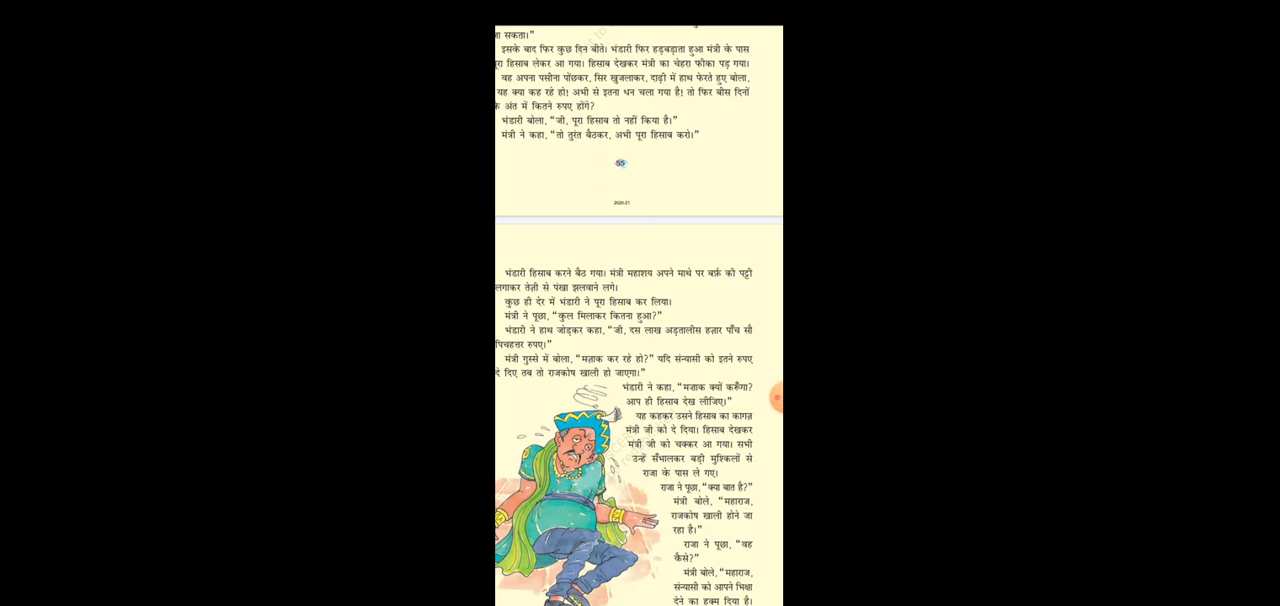 जा सकता।”
इसके बाद फिर कुछ दिन बीते। भंडारी फिर हड़बड़ाता हुआ मंत्री के पास
पूरा हिसाब लेकर आ गया। हिसाब देखकर मंत्री का चेहरा फीका पड़ गया।
वह अपना पसीना पोंछकर, सिर खुजलाकर, दाढ़ी में हाथ फेरते हुए बोला,
यह क्या कह रहे हो! अभी से इतना धन चला गया है! तो फिर बीस दिनों
के अंत में कितने रुपए होंगे?
भंडारी बोला, “जी, पूरा हिसाब तो नहीं किया है।”
मंत्री ने कहा, “तो तुरंत बैठकर, अभी पूरा हिसाब करो।”
55
2020-21
भंडारी हिसाब करने बैठ गया। मंत्री महाशय अपने माथे पर बर्फ़ की पट्टी
लगाकर तेज़ी से पंखा झलवाने लगे।
कुछ ही देर में भंडारी ने पूरा हिसाब कर लिया।
मंत्री ने पूछा, “कुल मिलाकर कितना हुआ?”
भंडारी ने हाथ जोड़कर कहा, “जी, दस लाख अड़तालीस हज़ार पाँच सौ
पिचहत्तर रुपए।”
मंत्री गुस्से में बोला, “मज़ाक कर रहे हो?” यदि संन्यासी को इतने रुपए
दे दिए तब तो राजकोष खाली हो जाएगा।”
भंडारी ने कहा, “मज़ाक क्यों करूँगा?
आप ही हिसाब देख लीजिए।”
यह कहकर उसने हिसाब का कागज़
मंत्री जी को दे दिया। हिसाब देखकर
मंत्री जी को चक्कर आ गया। सभी
उन्हें सँभालकर बड़ी मुश्किलों से
राजा के पास ले गए।
राजा ने पूछा, “क्या बात है?”
मंत्री बोले, “महाराज,
राजकोष खाली होने जा
रहा है।”
राजा ने पूछा, “वह
कैसे?”
मंत्री बोले, “महाराज,
संन्यासी को आपने भिक्षा
देने का हुक्म दिया है।